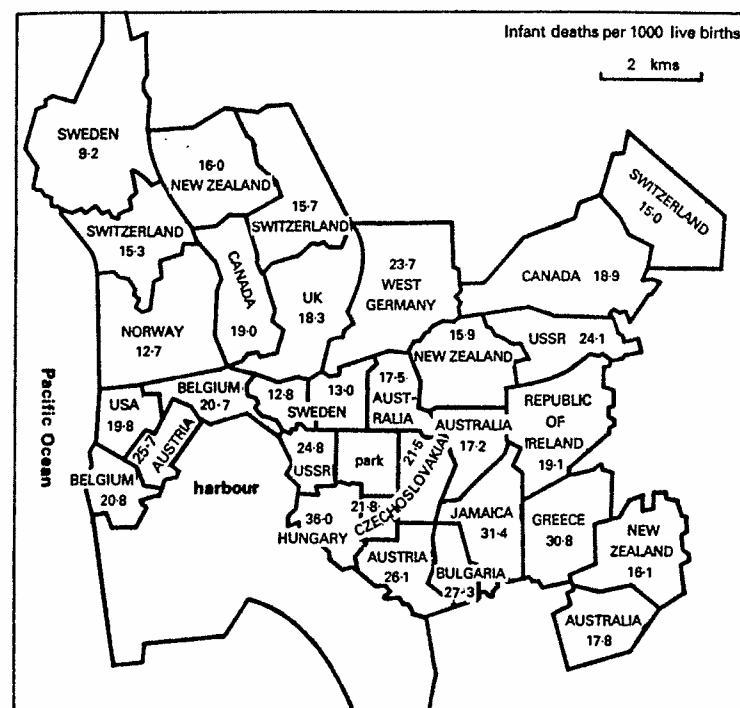 Infant deaths per 1000 live births
2 kms
SWEDEN
9·2
16·0
NEW ZEALAND
15·7
SWITZERLAND
SWITZERLAND
15·0
SWITZERLAND
15·3
CANADA
19·0
UK
18·3
23·7
WEST
GERMANY
CANADA 18·9
NORWAY
12·7
15·9
NEW ZEALAND
USSR 24·1
Pacific Ocean
USA
19·8
BELGIUM
20·7
12·8
13·0
SWEDEN
17·5
AUST-
RALIA
REPUBLIC
OF
IRELAND
19·1
25·7
AUSTRIA
AUSTRALIA
17·2
BELGIUM
20·8
harbour
24·8
USSR
park
21·5
21·8
CZECHOSLOVAKIA
36·0
HUNGARY
JAMAICA
31·4
GREECE
30·8
NEW
ZEALAND
16·1
AUSTRIA
26·1
BULGARIA
27·3
AUSTRALIA
17·8